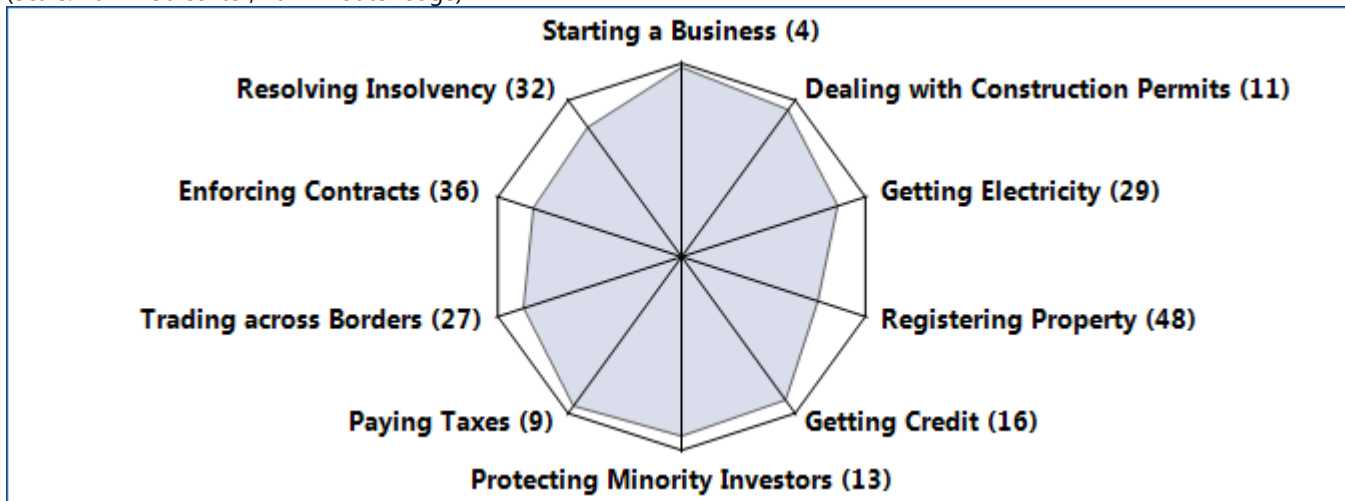 Starting a Business (4)
Resolving Insolvency (32)
Dealing with Construction Permits (11)
Enforcing Contracts (36)
Getting Electricity (29)
Trading across Borders (27)
Registering Property (48)
Paying Taxes (9)
Getting Credit (16)
Protecting Minority Investors (13)